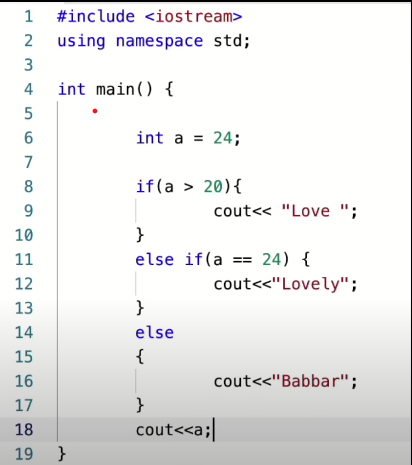 1 #include <iostream>
2 using namespace std;
3
4 int main() {
5
6 int a = 24;
7
8 if(a > 20){
9 cout<< "Love ";
10 }
11 else if(a == 24) {
12 cout<<"Lovely";
13 }
14 else
15 {
16 cout<<"Babbar";
17 }
18 cout<<a;
19 }